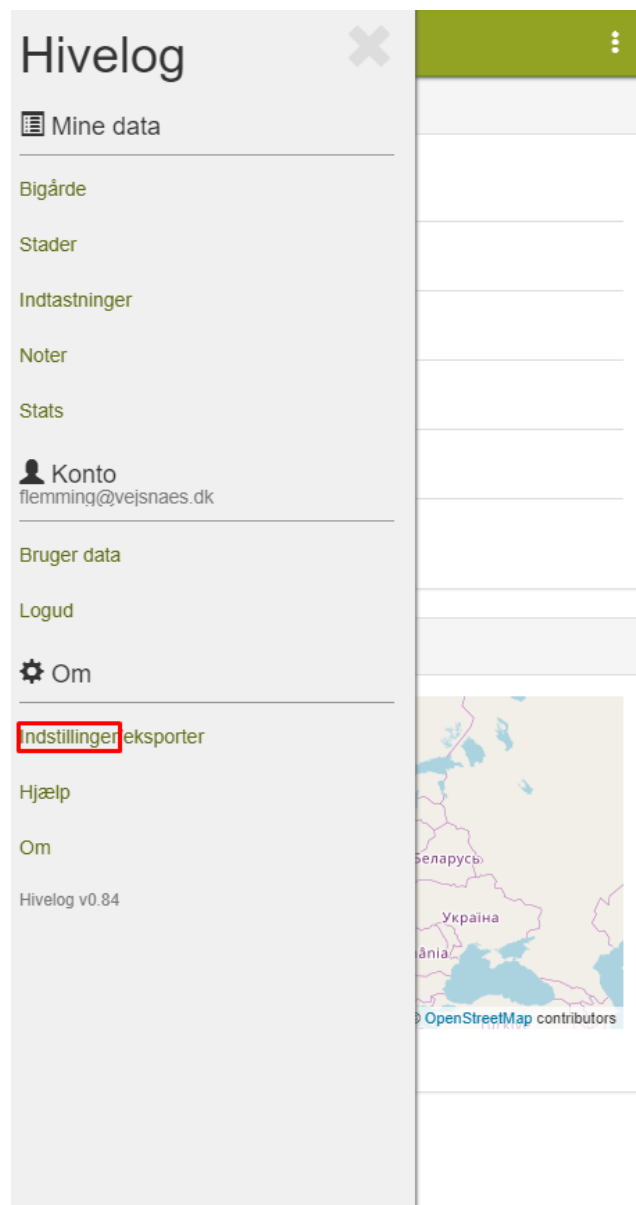 Hivelog
Mine data
Bigårde
Stader
Indtastninger
Noter
Stats
Konto
flemming@vejsnaes.dk
Bruger data
Logud
Om
Indstillinger eksporter
Hjælp
Om
Hivelog v0.84
Беларусь
Україна
ânia
OpenStreetMap contributors